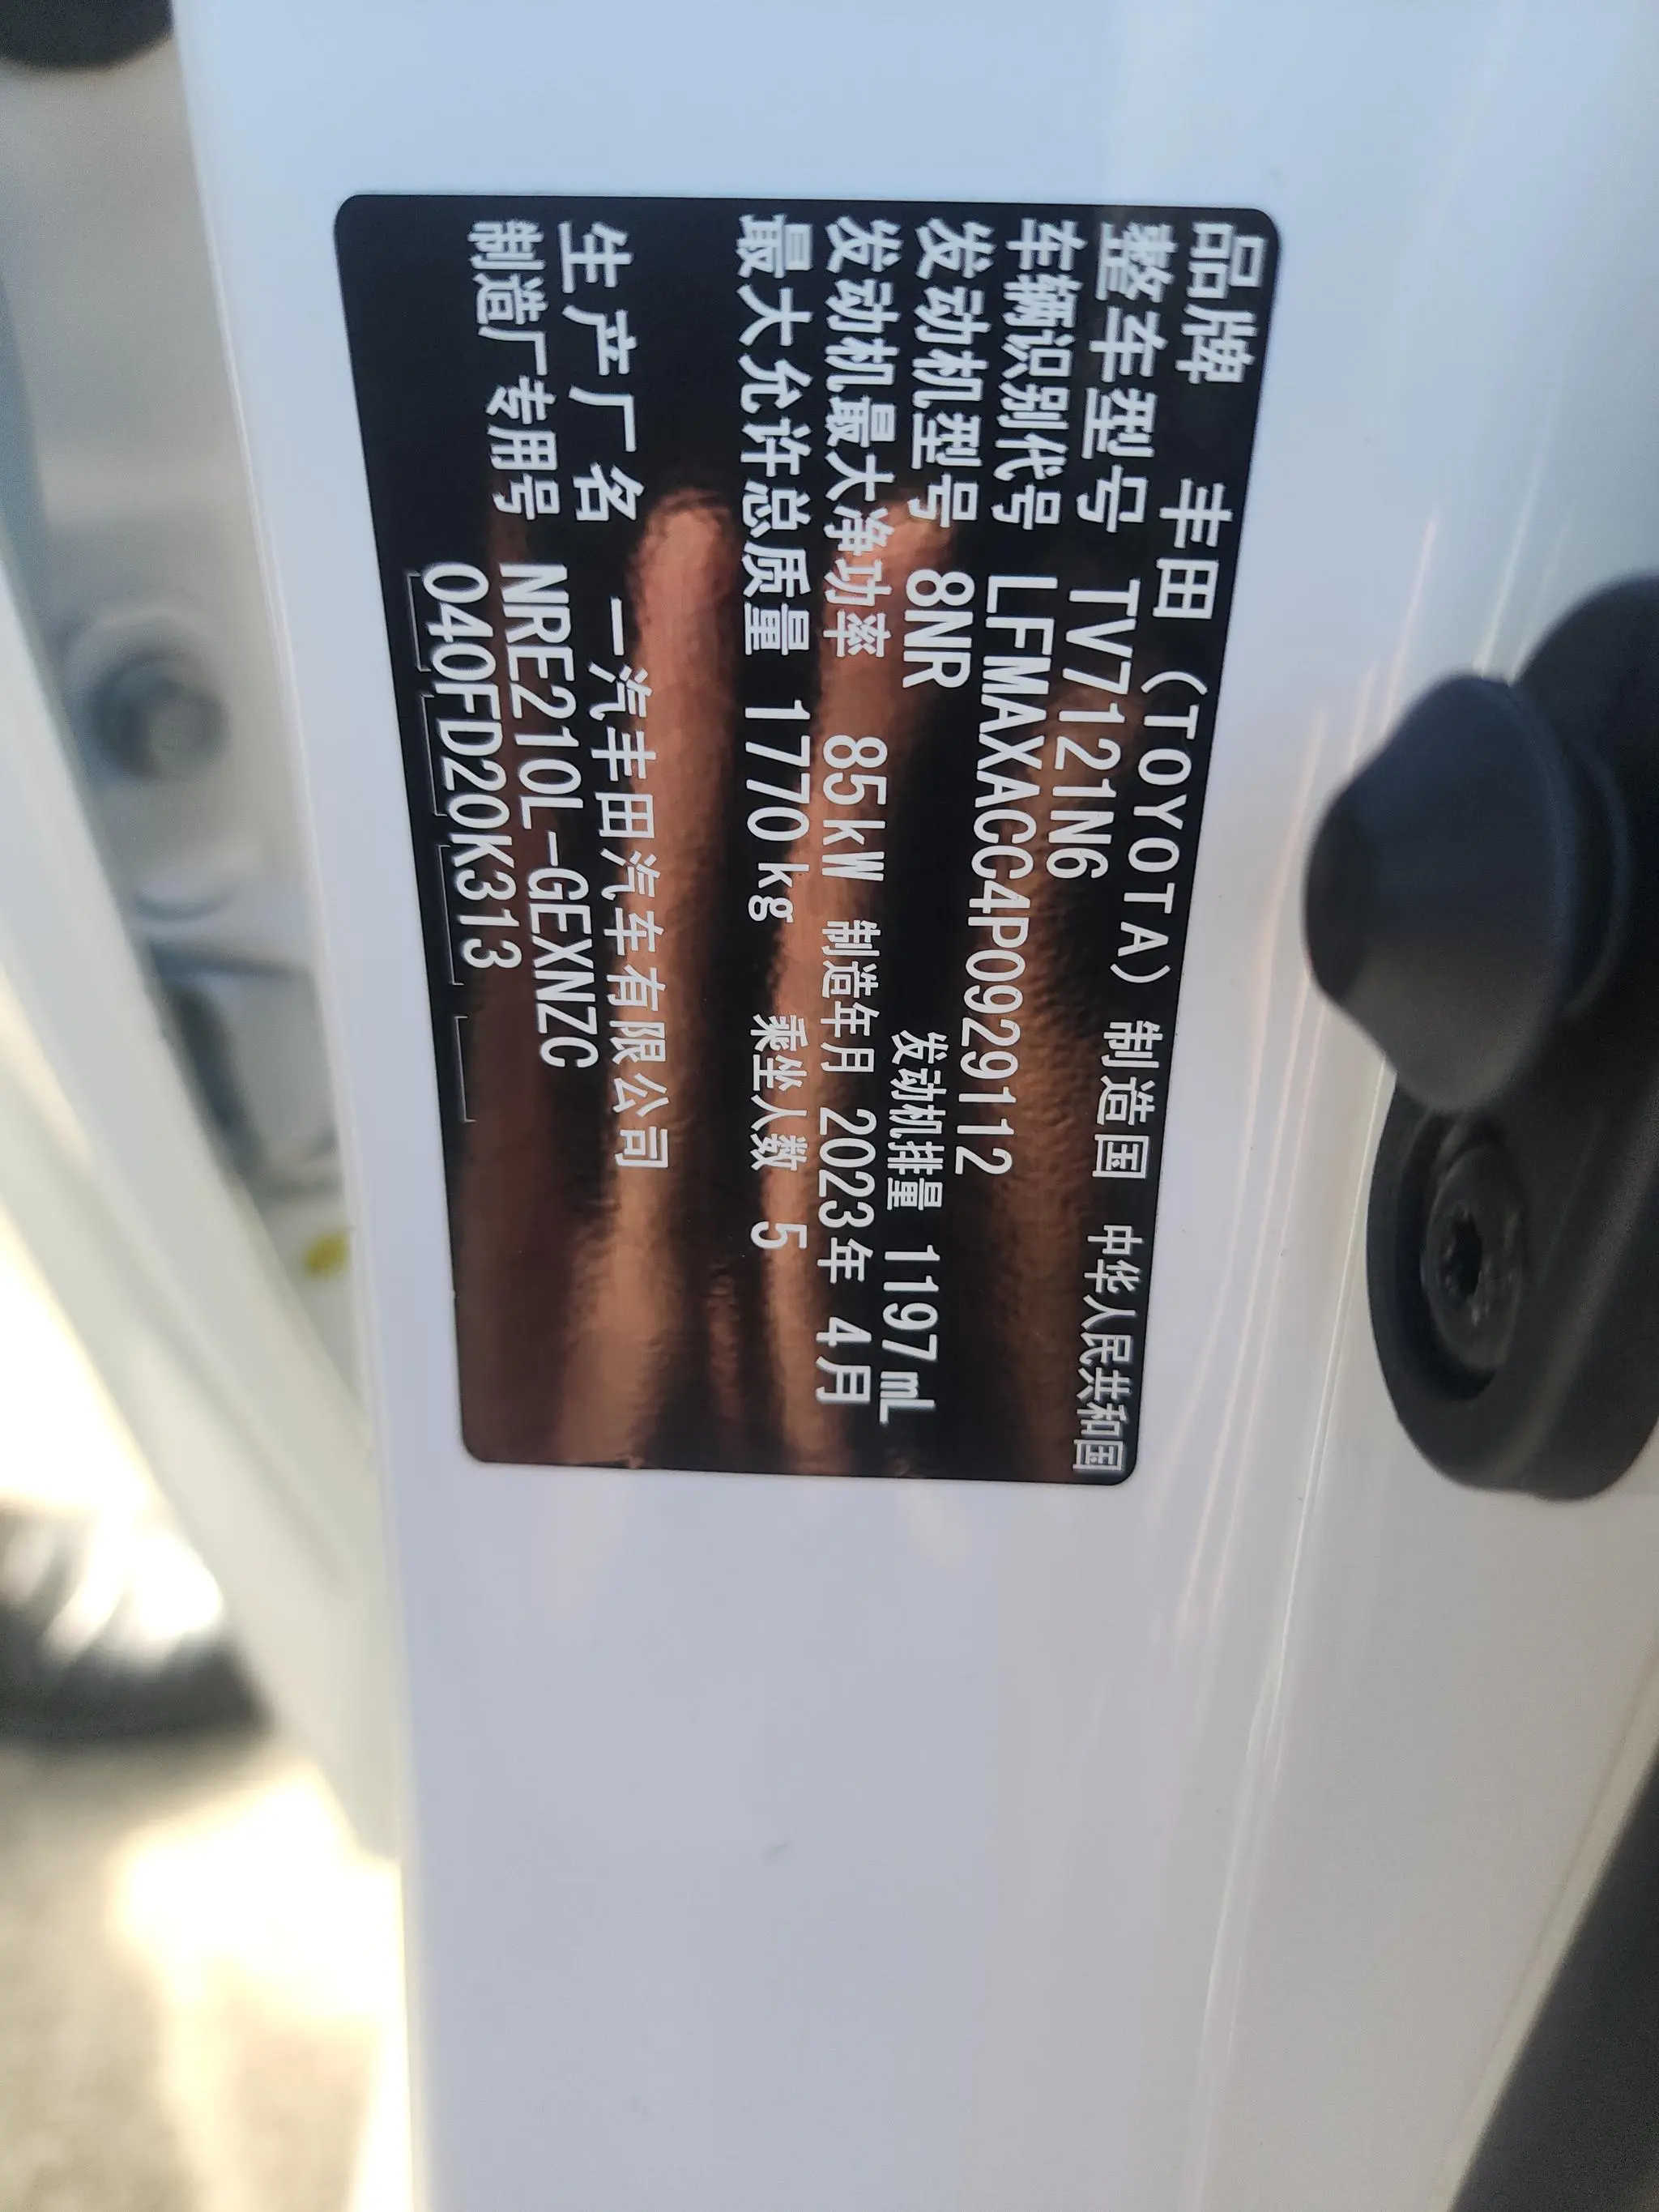 品牌 丰田 (TOYOTA) 制造国 中华人民共和国
整车型号 TV7121N6
车辆识别代号 LFMAXACC4P0929112
发动机型号 8NR 发动机排量 1197mL
发动机最大净功率 85kW 制造年月 2023年 4月
最大允许总质量 1770kg 乘坐人数 5
生产厂名 一汽丰田汽车有限公司
制造厂专用号 NRE210L-GEXNZC
040FD20K313